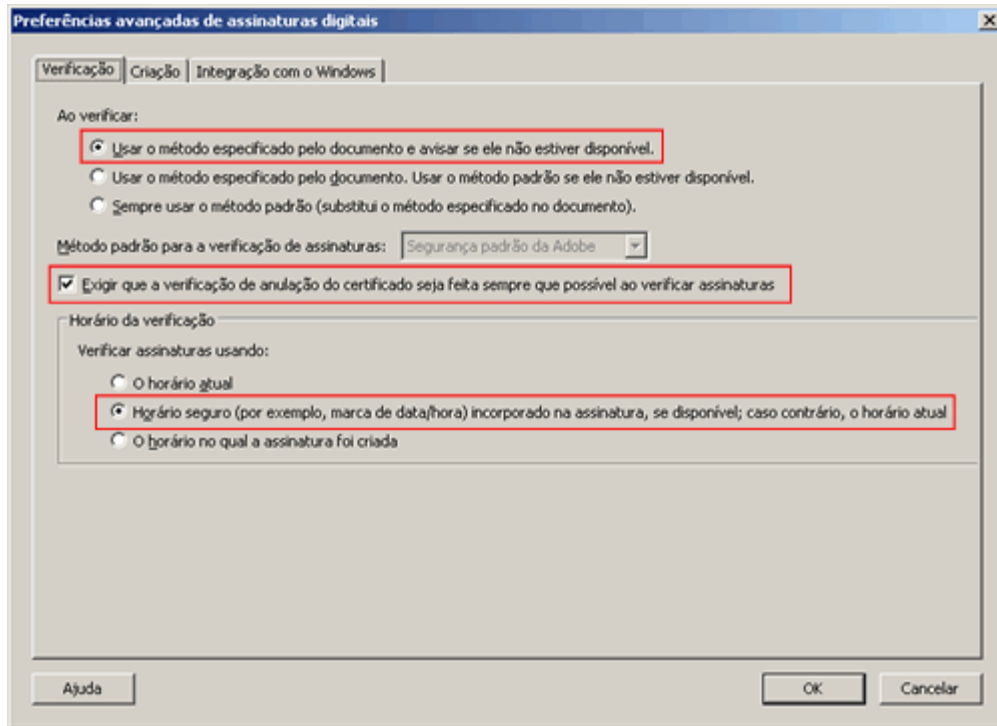 Preferências avançadas de assinaturas digitais
Verificação Criação Integração com o Windows
Ao verificar:
Usar o método especificado pelo documento e avisar se ele não estiver disponível.
Usar o método especificado pelo documento. Usar o método padrão se ele não estiver disponível.
Sempre usar o método padrão (substitui o método especificado no documento).
Método padrão para a verificação de assinaturas: Segurança padrão da Adobe
Exigir que a verificação de anulação do certificado seja feita sempre que possível ao verificar assinaturas
Horário da verificação
Verificar assinaturas usando:
O horário atual
Horário seguro (por exemplo, marca de data/hora) incorporado na assinatura, se disponível; caso contrário, o horário atual
O horário no qual a assinatura foi criada
Ajuda OK Cancelar